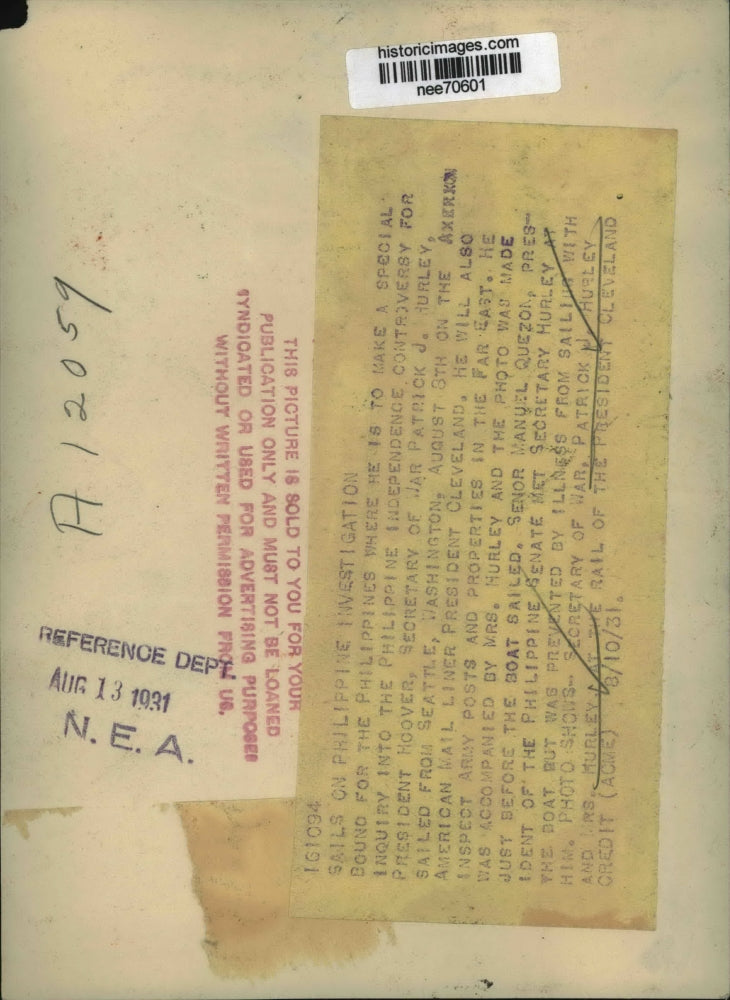 historicimages.com
nee70601
A 12059
THIS PICTURE IS SOLD TO YOU FOR YOUR
PUBLICATION ONLY AND MUST NOT BE LOANED
SYNDICATED OR USED FOR ADVERTISING PURPOSES
WITHOUT WRITTEN PERMISSION FROM US.
REFERENCE DEPT.
AUG 13 1931
N. E. A.
161094
SAILS ON PHILIPPINE INVESTIGATION
BOUND FOR THE PHILIPPINES WHERE HE IS TO MAKE A SPECIAL
INQUIRY INTO THE PHILIPPINE INDEPENDENCE CONTROVERSY FOR
PRESIDENT HOOVER, SECRETARY OF WAR PATRICK J. HURLEY,
SAILED FROM SEATTLE, WASHINGTON, AUGUST 8TH ON THE
AMERICAN MAIL LINER PRESIDENT CLEVELAND. HE WILL ALSO
INSPECT ARMY POSTS AND PROPERTIES IN THE FAR EAST. HE
WAS ACCOMPANIED BY MRS. HURLEY AND THE PHOTO WAS MADE
JUST BEFORE THE BOAT SAILED. SENOR MANUEL QUEZON, PRES-
IDENT OF THE PHILIPPINE SENATE MET SECRETARY HURLEY AT
THE BOAT BUT WAS PREVENTED BY ILLNESS FROM SAILING WITH
HIM. PHOTO SHOWS- SECRETARY OF WAR, PATRICK J. HURLEY
AND MRS. HURLEY AT THE RAIL OF THE PRESIDENT CLEVELAND.
CREDIT (ACME) 8/10/31.